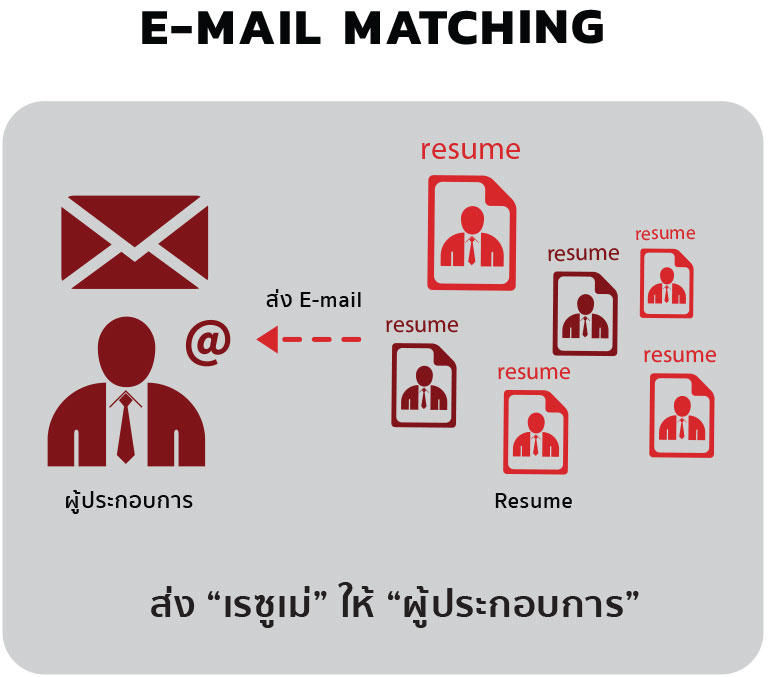 E-MAIL MATCHING
resume
resume
resume
ส่ง E-mail
resume
resume
resume
@
ผู้ประกอบการ
Resume
ส่ง “เรซูเม่” ให้ “ผู้ประกอบการ”